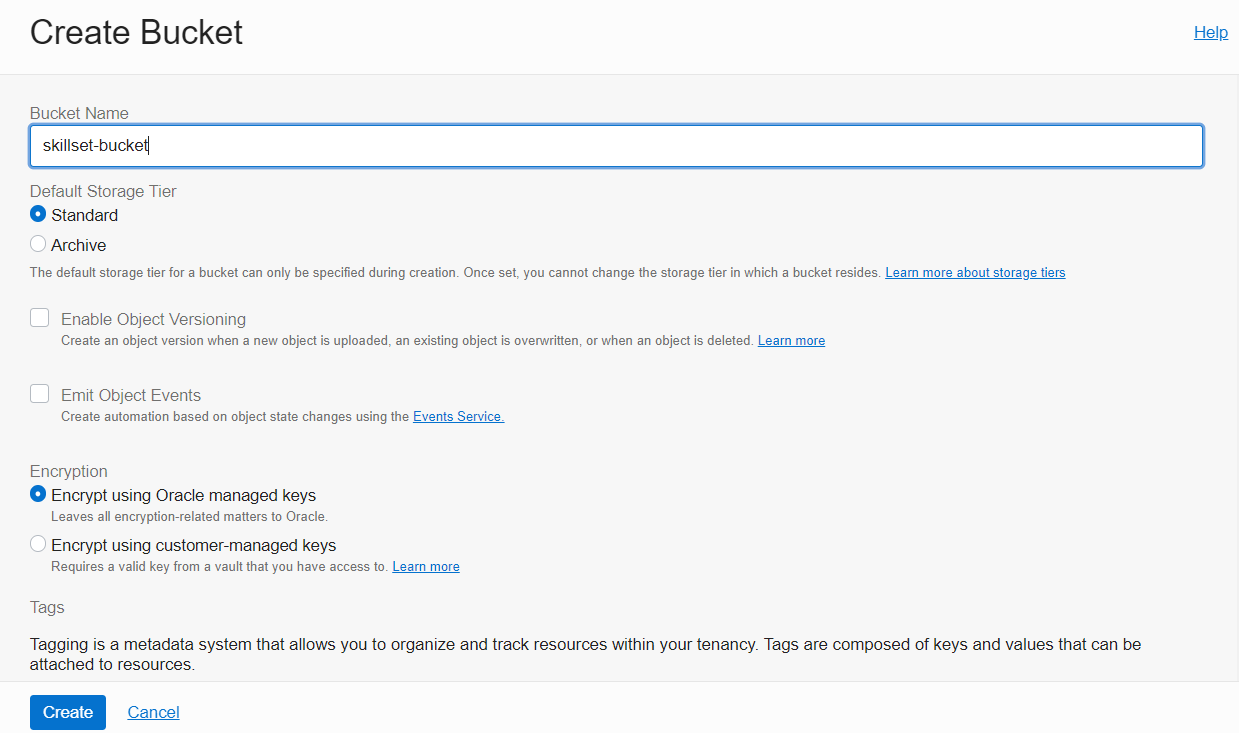 Create Bucket
Help
Bucket Name
skillset-bucket
Default Storage Tier
Standard
Archive
The default storage tier for a bucket can only be specified during creation. Once set, you cannot change the storage tier in which a bucket resides. Learn more about storage tiers
Enable Object Versioning
Create an object version when a new object is uploaded, an existing object is overwritten, or when an object is deleted. Learn more
Emit Object Events
Create automation based on object state changes using the Events Service.
Encryption
Encrypt using Oracle managed keys
Leaves all encryption-related matters to Oracle.
Encrypt using customer-managed keys
Requires a valid key from a vault that you have access to. Learn more
Tags
Tagging is a metadata system that allows you to organize and track resources within your tenancy. Tags are composed of keys and values that can be
attached to resources.
Create
Cancel